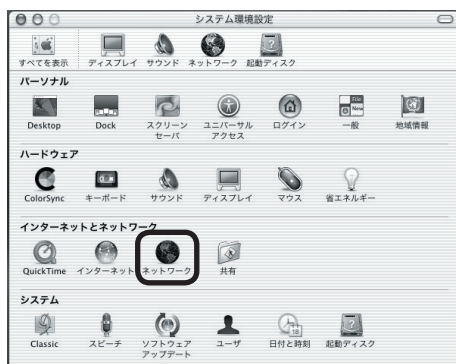 システム環境設定
すべてを表示 ディスプレイ サウンド ネットワーク 起動ディスク
パーソナル
Desktop Dock スクリーン
セーバ ユニバーサル
アクセス ログイン 一般 地域情報
ハードウェア
ColorSync キーボード サウンド ディスプレイ マウス 省エネルギー
インターネットとネットワーク
QuickTime インターネット ネットワーク 共有
システム
Classic スピーチ ソフトウェア
アップデート ユーザ 日付と時刻 起動ディスク